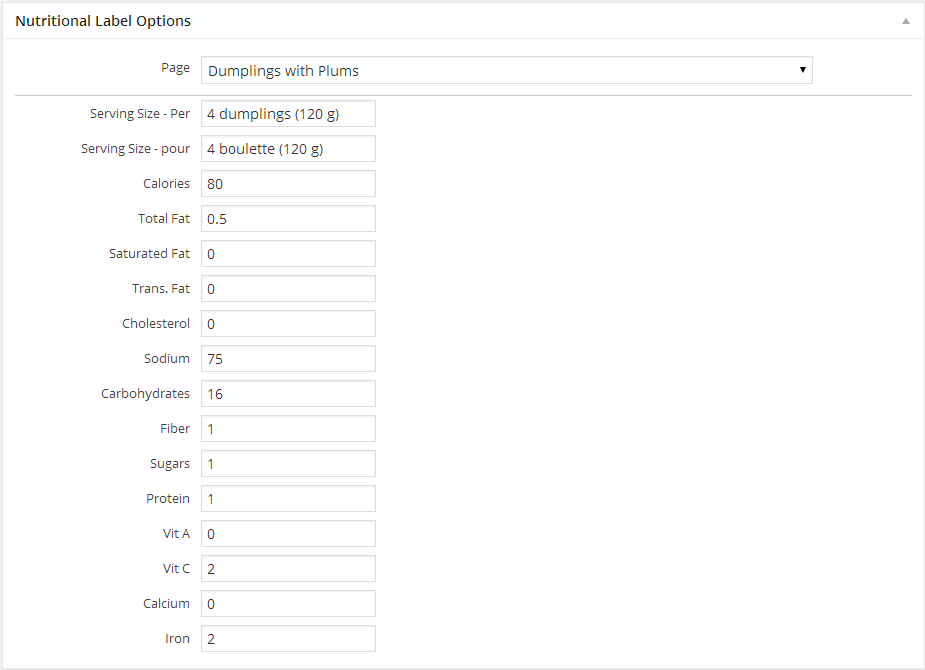 Nutritional Label Options
Page Dumplings with Plums
Serving Size - Per 4 dumplings (120 g)
Serving Size - pour 4 boulette (120 g)
Calories 80
Total Fat 0.5
Saturated Fat 0
Trans. Fat 0
Cholesterol 0
Sodium 75
Carbohydrates 16
Fiber 1
Sugars 1
Protein 1
Vit A 0
Vit C 2
Calcium 0
Iron 2